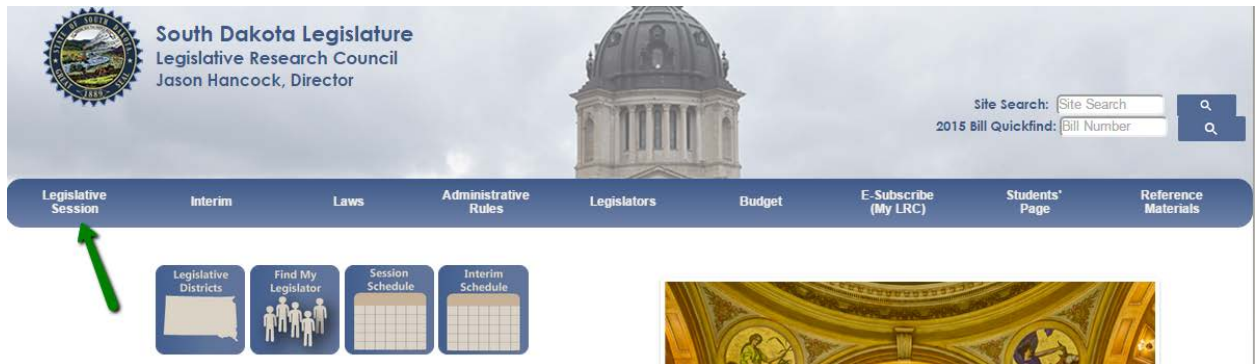 South Dakota Legislature
Legislative Research Council
Jason Hancock, Director
Site Search: Site Search
2015 Bill Quickfind: Bill Number
Legislative Session
Interim
Laws
Administrative Rules
Legislators
Budget
E-Subscribe (My LRC)
Students' Page
Reference Materials
Legislative Districts
Find My Legislator
Session Schedule
Interim Schedule